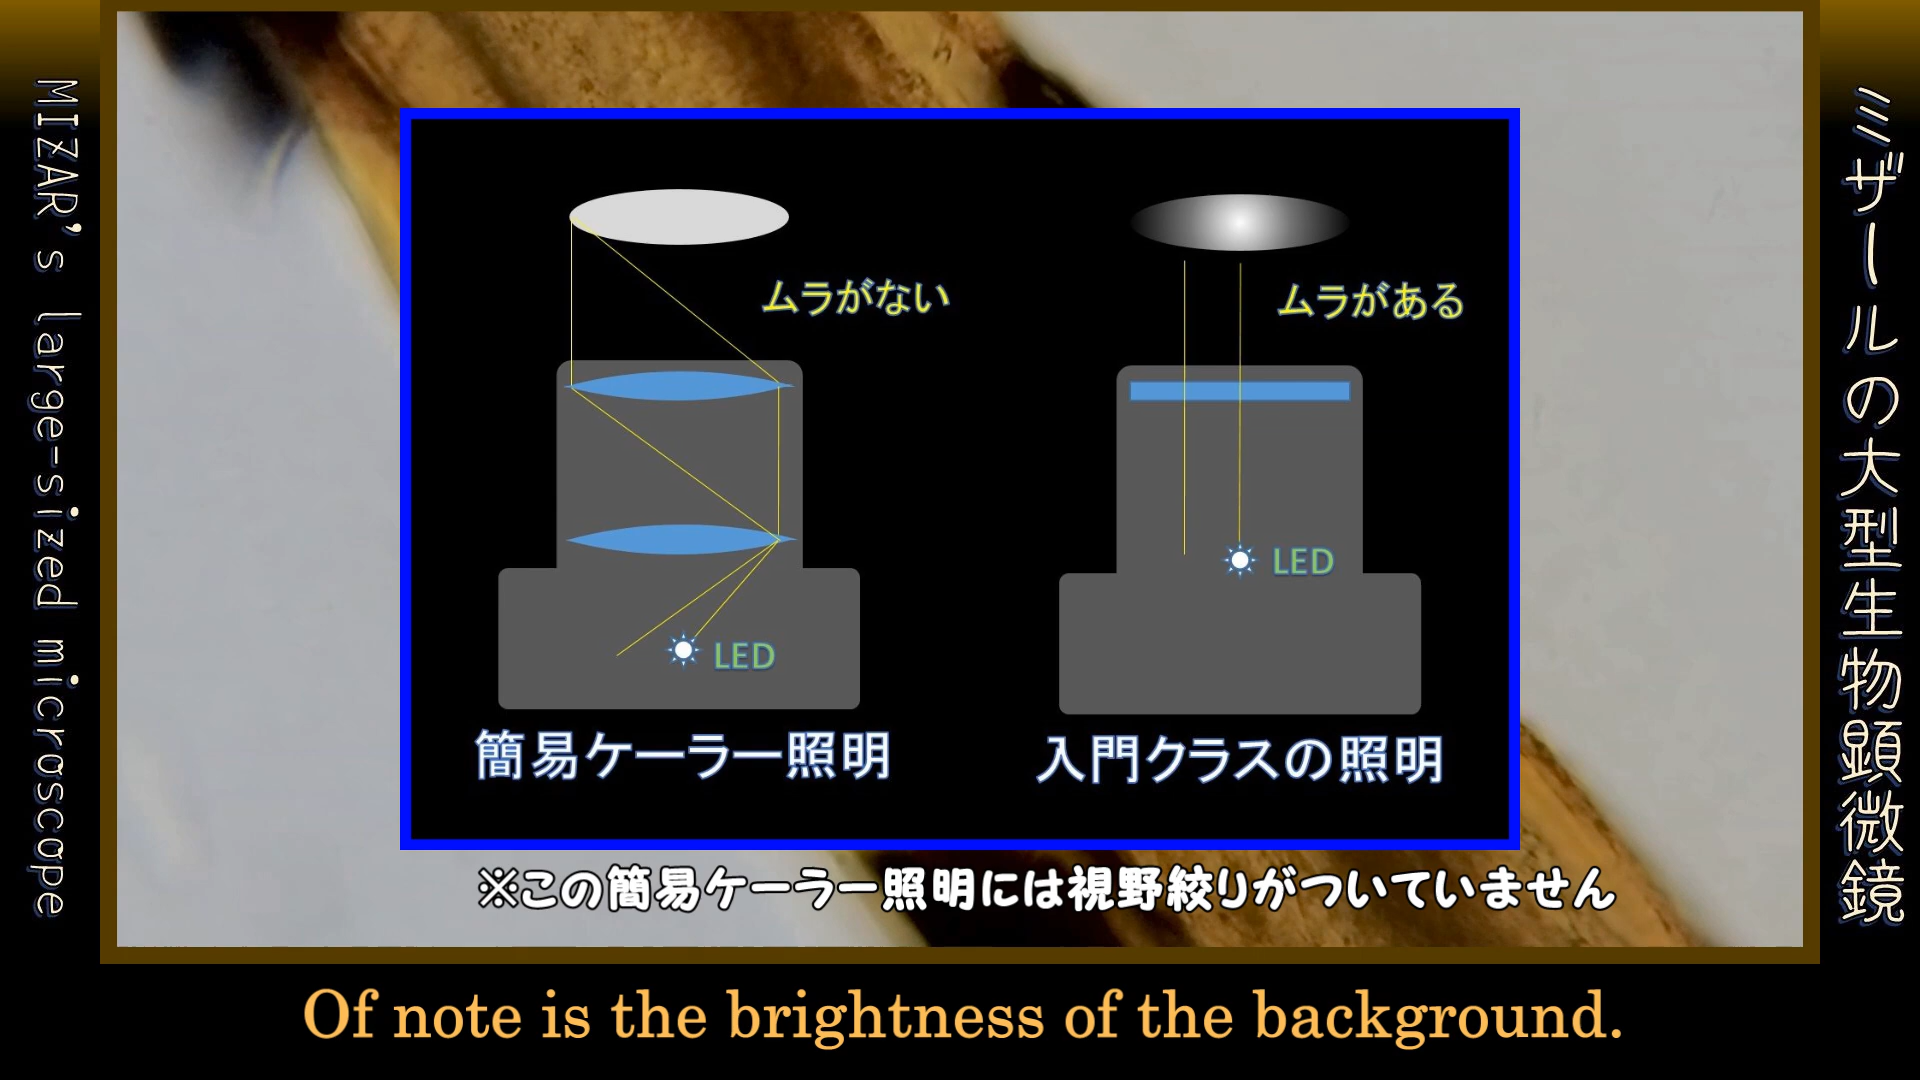 MIZAR's large-sized microscope
ミザールの大型生物顕微鏡
ムラがない
ムラがある
LED
LED
簡易ケーラー照明
入門クラスの照明
※この簡易ケーラー照明には視野絞りがついていません
Of note is the brightness of the background.